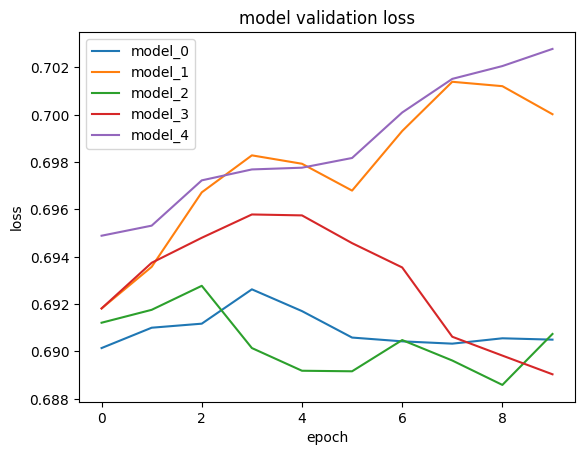 model validation loss
model_0
model_1
model_2
model_3
model_4
0.702
0.700
0.698
0.696
0.694
0.692
0.690
0.688
loss
0 2 4 6 8
epoch